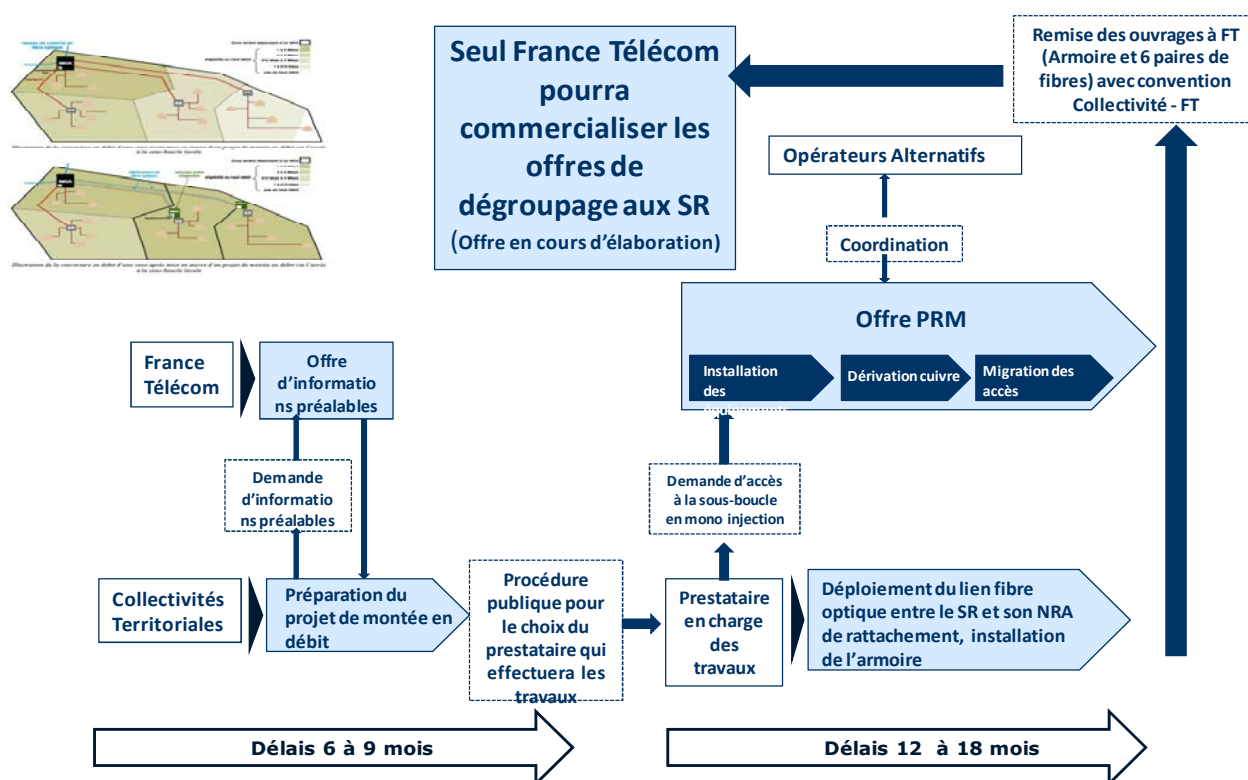 Seul France Télécom
pourra
commercialiser les
offres de
dégroupage aux SR
(Offre en cours d'élaboration)
Remise des ouvrages à FT
(Armoire et 6 paires de
fibres) avec convention
Collectivité - FT
Opérateurs Alternatifs
Coordination
Offre PRM
Installation
des
Dérivation cuivre
Migration des
accès
France
Télécom
Offre
d'informatio
ns préalables
Demande
d'informatio
ns préalables
Demande d'accès
à la sous-boucle
en mono injection
Collectivités
Territoriales
Préparation du
projet de montée en
débit
Procédure
publique pour
le choix du
prestataire qui
effectuera les
travaux
Prestataire
en charge
des
travaux
Déploiement du lien fibre
optique entre le SR et son NRA
de rattachement, installation
de l'armoire
Délais 6 à 9 mois
Délais 12 à 18 mois